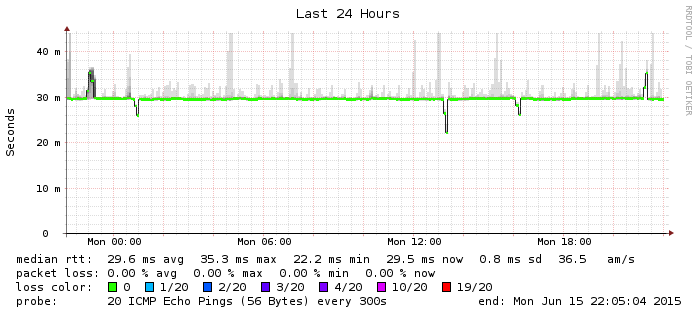 Last 24 Hours
RRDTOOL / TOBI OETIKER
Seconds
40 m
30 m
20 m
10 m
0
Mon 00:00 Mon 06:00 Mon 12:00 Mon 18:00
median rtt: 29.6 ms avg 35.3 ms max 22.2 ms min 29.5 ms now 0.8 ms sd 36.5 am/s
packet loss: 0.00 % avg 0.00 % max 0.00 % min 0.00 % now
loss color: 0 1/20 2/20 3/20 4/20 10/20 19/20
probe: 20 ICMP Echo Pings (56 Bytes) every 300s end: Mon Jun 15 22:05:04 2015